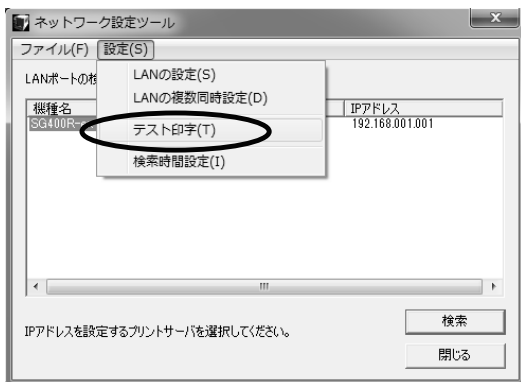 ネットワーク設定ツール
ファイル(F) 設定(S)
LANポートの検
LANの設定(S)
LANの複数同時設定(D)
テスト印字(T)
検索時間設定(I)
機種名
IPアドレス
SG400R-e
192.168.001.001
IPアドレスを設定するプリントサーバを選択してください。
検索
閉じる